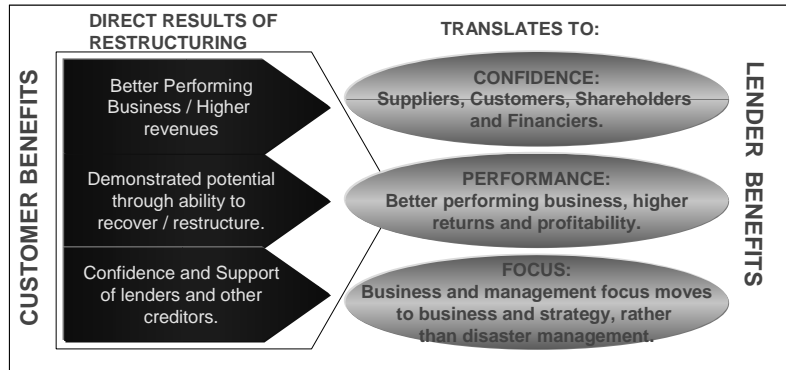 DIRECT RESULTS OF
RESTRUCTURING
TRANSLATES TO:
CUSTOMER BENEFITS
Better Performing
Business / Higher
revenues
Demonstrated potential
through ability to
recover / restructure.
Confidence and Support
of lenders and other
creditors.
CONFIDENCE:
Suppliers, Customers, Shareholders
and Financiers.
PERFORMANCE:
Better performing business, higher
returns and profitability.
FOCUS:
Business and management focus moves
to business and strategy, rather
than disaster management.
LENDER BENEFITS